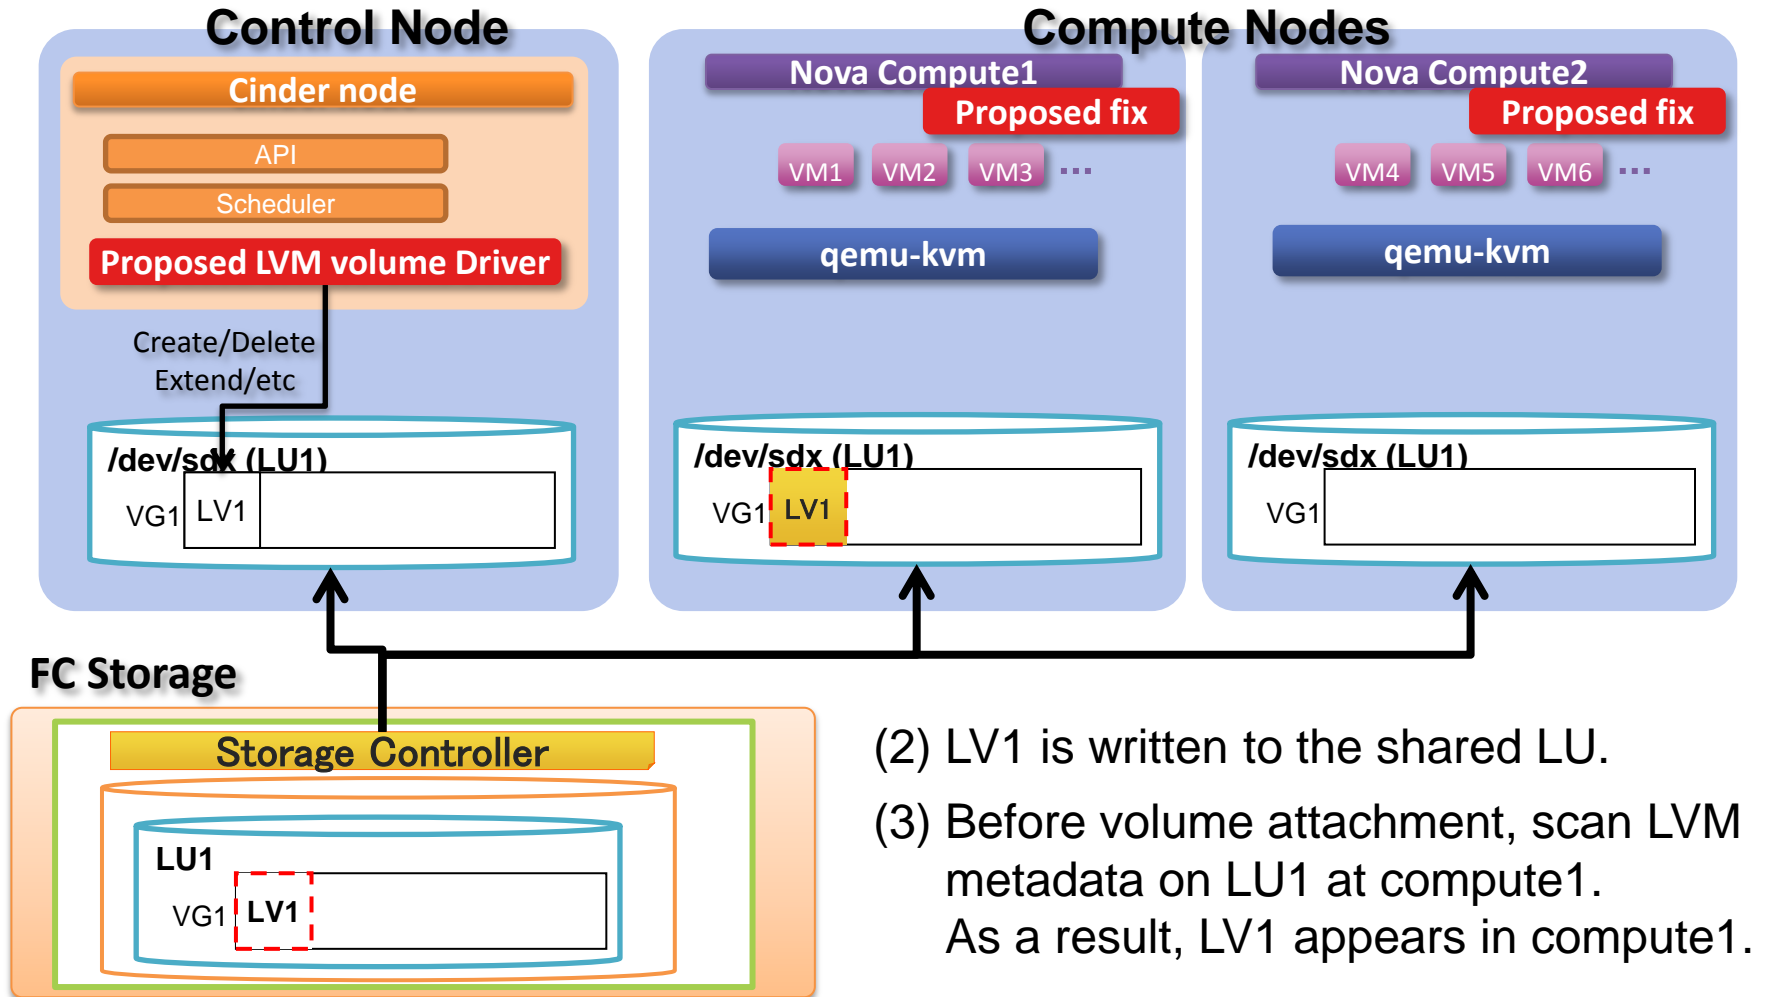 Control Node
Compute Nodes
Cinder node
API
Scheduler
Proposed LVM volume Driver
Create/Delete
Extend/etc
/dev/sdx (LU1)
VG1
LV1
Nova Compute1
Proposed fix
VM1
VM2
VM3
...
qemu-kvm
/dev/sdx (LU1)
VG1
LV1
Nova Compute2
Proposed fix
VM4
VM5
VM6
...
qemu-kvm
/dev/sdx (LU1)
VG1
FC Storage
Storage Controller
LU1
VG1
LV1
(2) LV1 is written to the shared LU.
(3) Before volume attachment, scan LVM
metadata on LU1 at compute1.
As a result, LV1 appears in compute1.